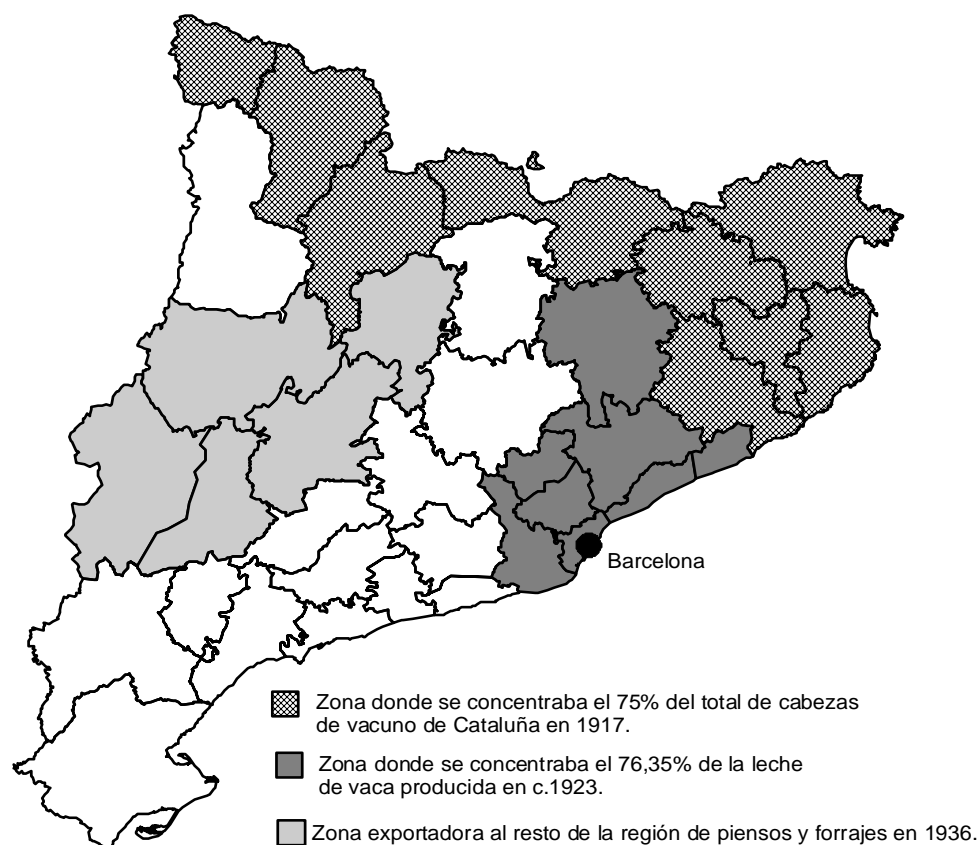 Barcelona
Zona donde se concentraba el 75% del total de cabezas
de vacuno de Cataluña en 1917.
Zona donde se concentraba el 76,35% de la leche
de vaca producida en c.1923.
Zona exportadora al resto de la región de piensos y forrajes en 1936.